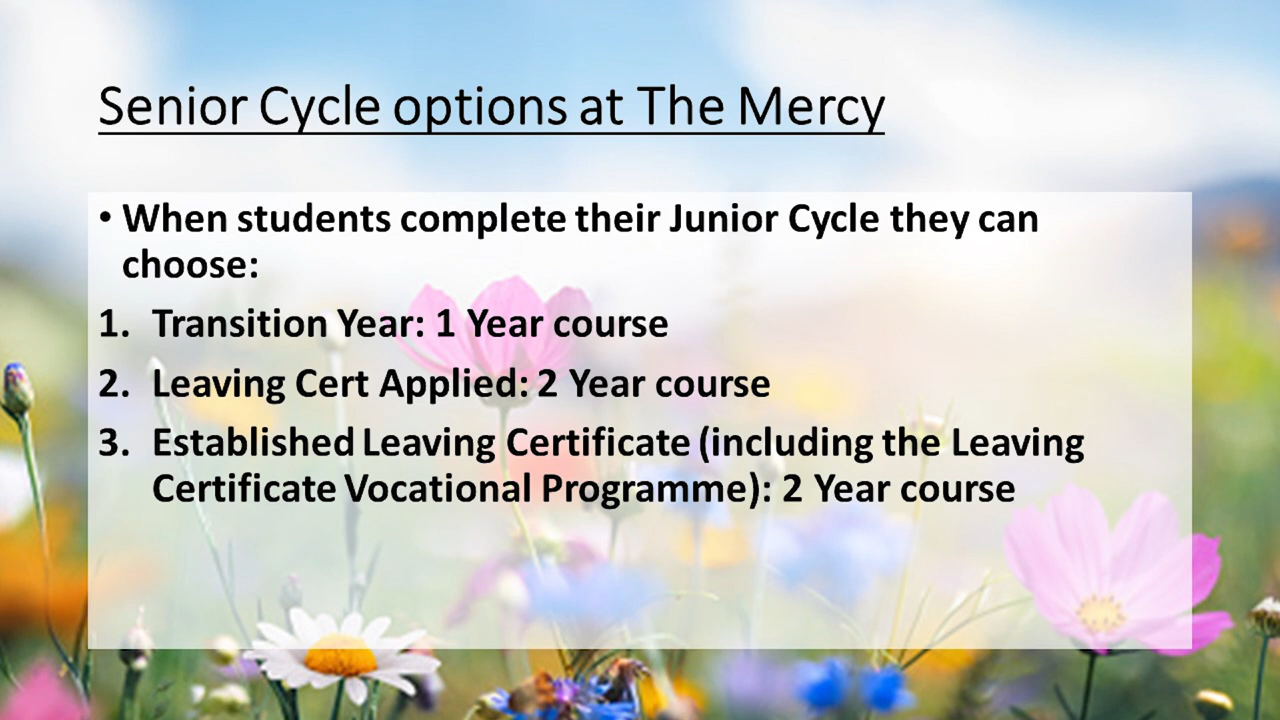 Senior Cycle options at The Mercy
• When students complete their Junior Cycle they can
choose:
1. Transition Year: 1 Year course
2. Leaving Cert Applied: 2 Year course
3. Established Leaving Certificate (including the Leaving
Certificate Vocational Programme): 2 Year course